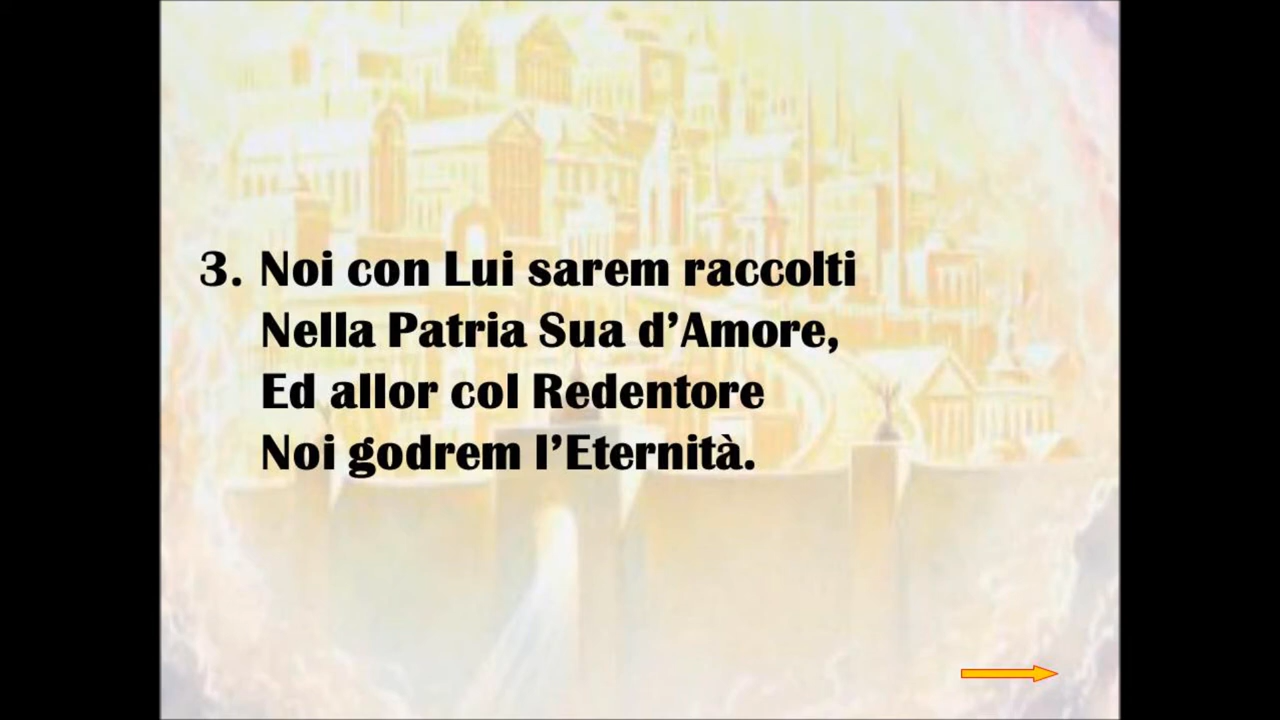 3. Noi con Lui sarem raccolti
Nella Patria Sua d’Amore,
Ed allor col Redentore
Noi godrem l’Eternità.